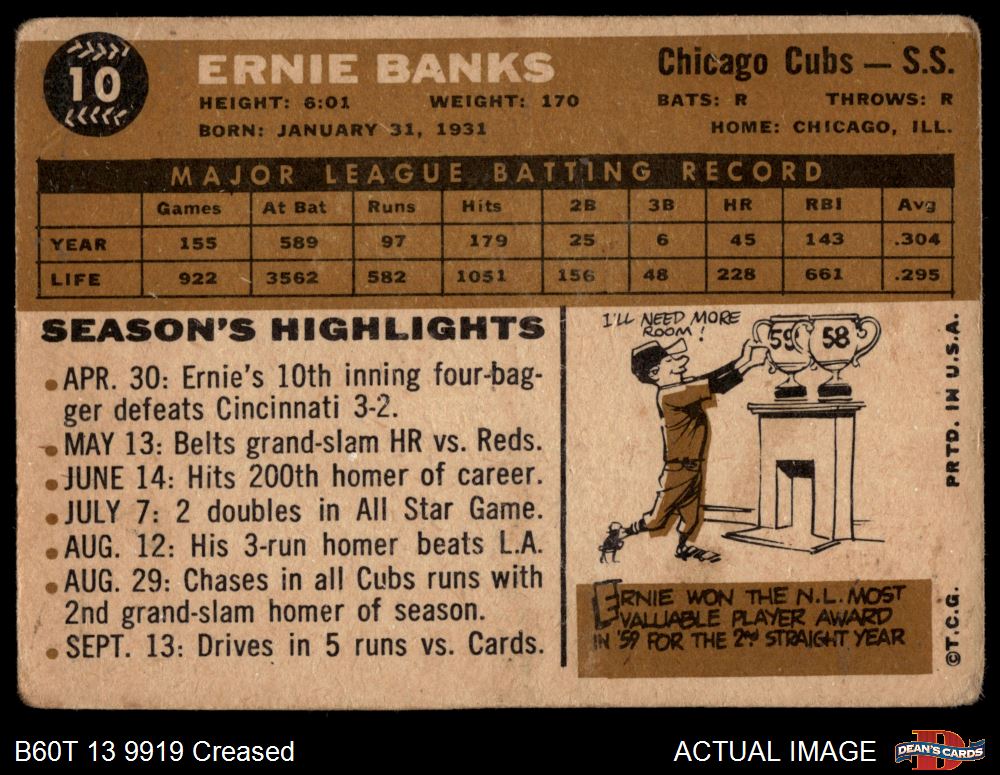 10
ERNIE BANKS
Chicago Cubs — S.S.
HEIGHT: 6:01 WEIGHT: 170 BATS: R THROWS: R
BORN: JANUARY 31, 1931 HOME: CHICAGO, ILL.
MAJOR LEAGUE BATTING RECORD
Games At Bat Runs Hits 2B 3B HR RBI Avg
YEAR 155 589 97 179 25 6 45 143 .304
LIFE 922 3562 582 1051 156 48 228 661 .295
SEASON'S HIGHLIGHTS
• APR. 30: Ernie's 10th inning four-bag-
ger defeats Cincinnati 3-2.
• MAY 13: Belts grand-slam HR vs. Reds.
• JUNE 14: Hits 200th homer of career.
• JULY 7: 2 doubles in All Star Game.
• AUG. 12: His 3-run homer beats L.A.
• AUG. 29: Chases in all Cubs runs with
2nd grand-slam homer of season.
• SEPT. 13: Drives in 5 runs vs. Cards.
I'LL NEED MORE
ROOM!
59 58
ERNIE WON THE N.L. MOST
VALUABLE PLAYER AWARD
IN '59 FOR THE 2ND STRAIGHT YEAR
©T.C.G. PRTD. IN U.S.A.
B60T 13 9919 Creased
ACTUAL IMAGE
D
DEAN'S CARDS